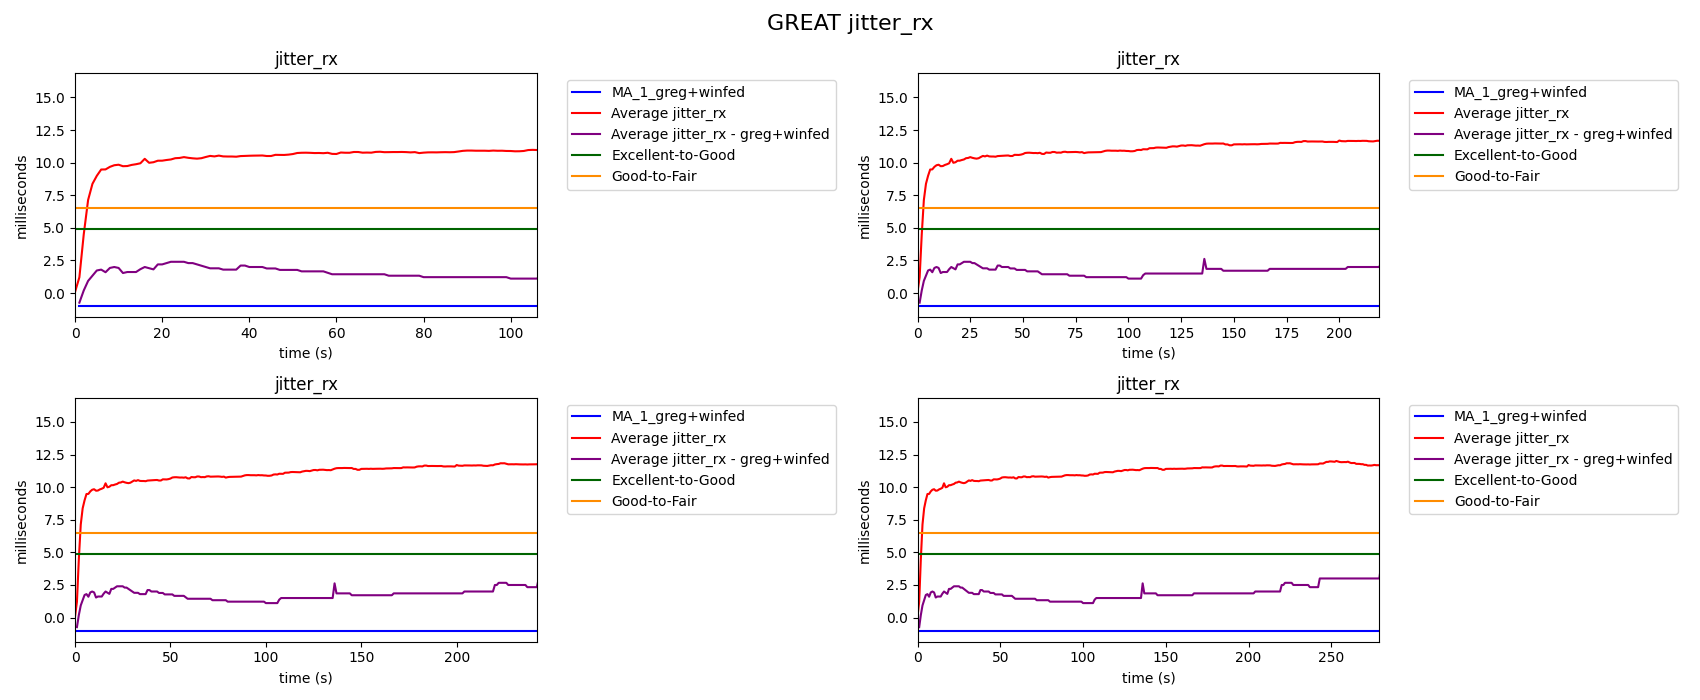 GREAT jitter_rx
jitter_rx
15.0
12.5
10.0
7.5
5.0
2.5
0.0
milliseconds
0 20 40 60 80 100
time (s)
MA_1_greg+winfed
Average jitter_rx
Average jitter_rx - greg+winfed
Excellent-to-Good
Good-to-Fair
jitter_rx
15.0
12.5
10.0
7.5
5.0
2.5
0.0
milliseconds
0 25 50 75 100 125 150 175 200
time (s)
MA_1_greg+winfed
Average jitter_rx
Average jitter_rx - greg+winfed
Excellent-to-Good
Good-to-Fair
jitter_rx
15.0
12.5
10.0
7.5
5.0
2.5
0.0
milliseconds
0 50 100 150 200
time (s)
MA_1_greg+winfed
Average jitter_rx
Average jitter_rx - greg+winfed
Excellent-to-Good
Good-to-Fair
jitter_rx
15.0
12.5
10.0
7.5
5.0
2.5
0.0
milliseconds
0 50 100 150 200 250
time (s)
MA_1_greg+winfed
Average jitter_rx
Average jitter_rx - greg+winfed
Excellent-to-Good
Good-to-Fair